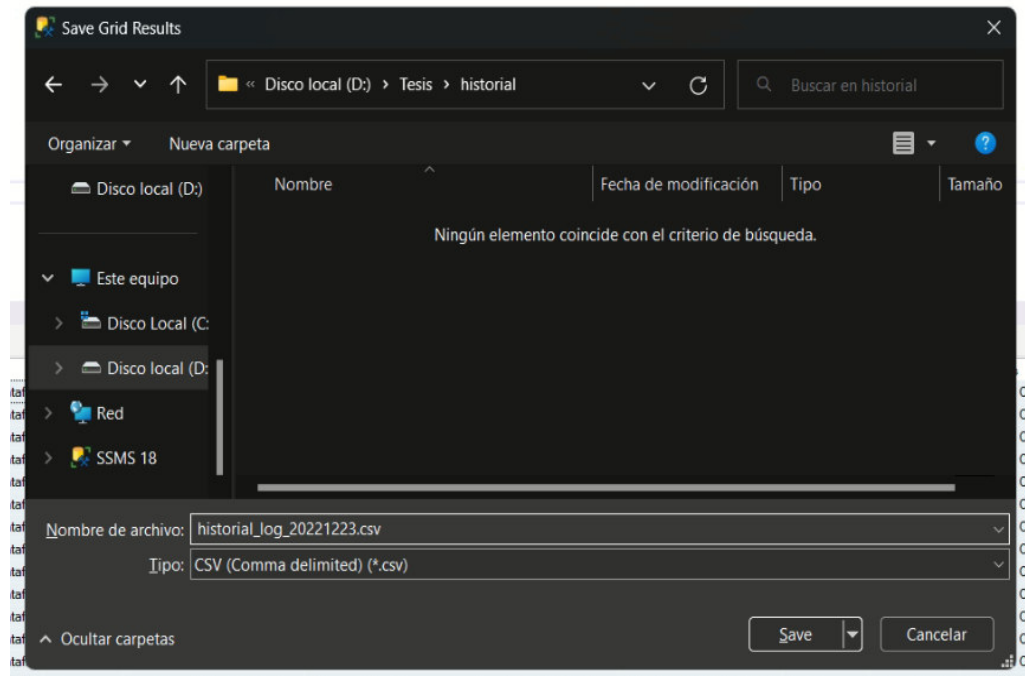 Save Grid Results
« Disco local (D:) › Tesis › historial
Buscar en historial
Organizar
Nueva carpeta
Disco local (D:)
Nombre
Fecha de modificación
Tipo
Tamaño
Ningún elemento coincide con el criterio de búsqueda.
Este equipo
Disco Local (C:
Disco local (D:
Red
SSMS 18
Nombre de archivo: historial_log_20221223.csv
Tipo: CSV (Comma delimited) (*.csv)
Ocultar carpetas
Save
Cancelar